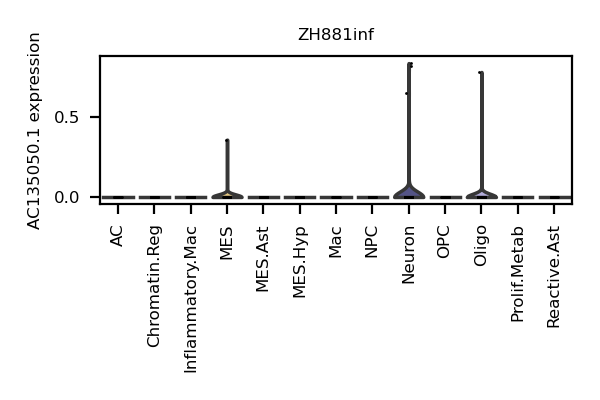 ZH881inf
AC135050.1 expression
0.5
0.0
AC
Chromatin.Reg
Inflammatory.Mac
MES
MES.Ast
MES.Hyp
Mac
NPC
Neuron
OPC
Oligo
Prolif.Metab
Reactive.Ast